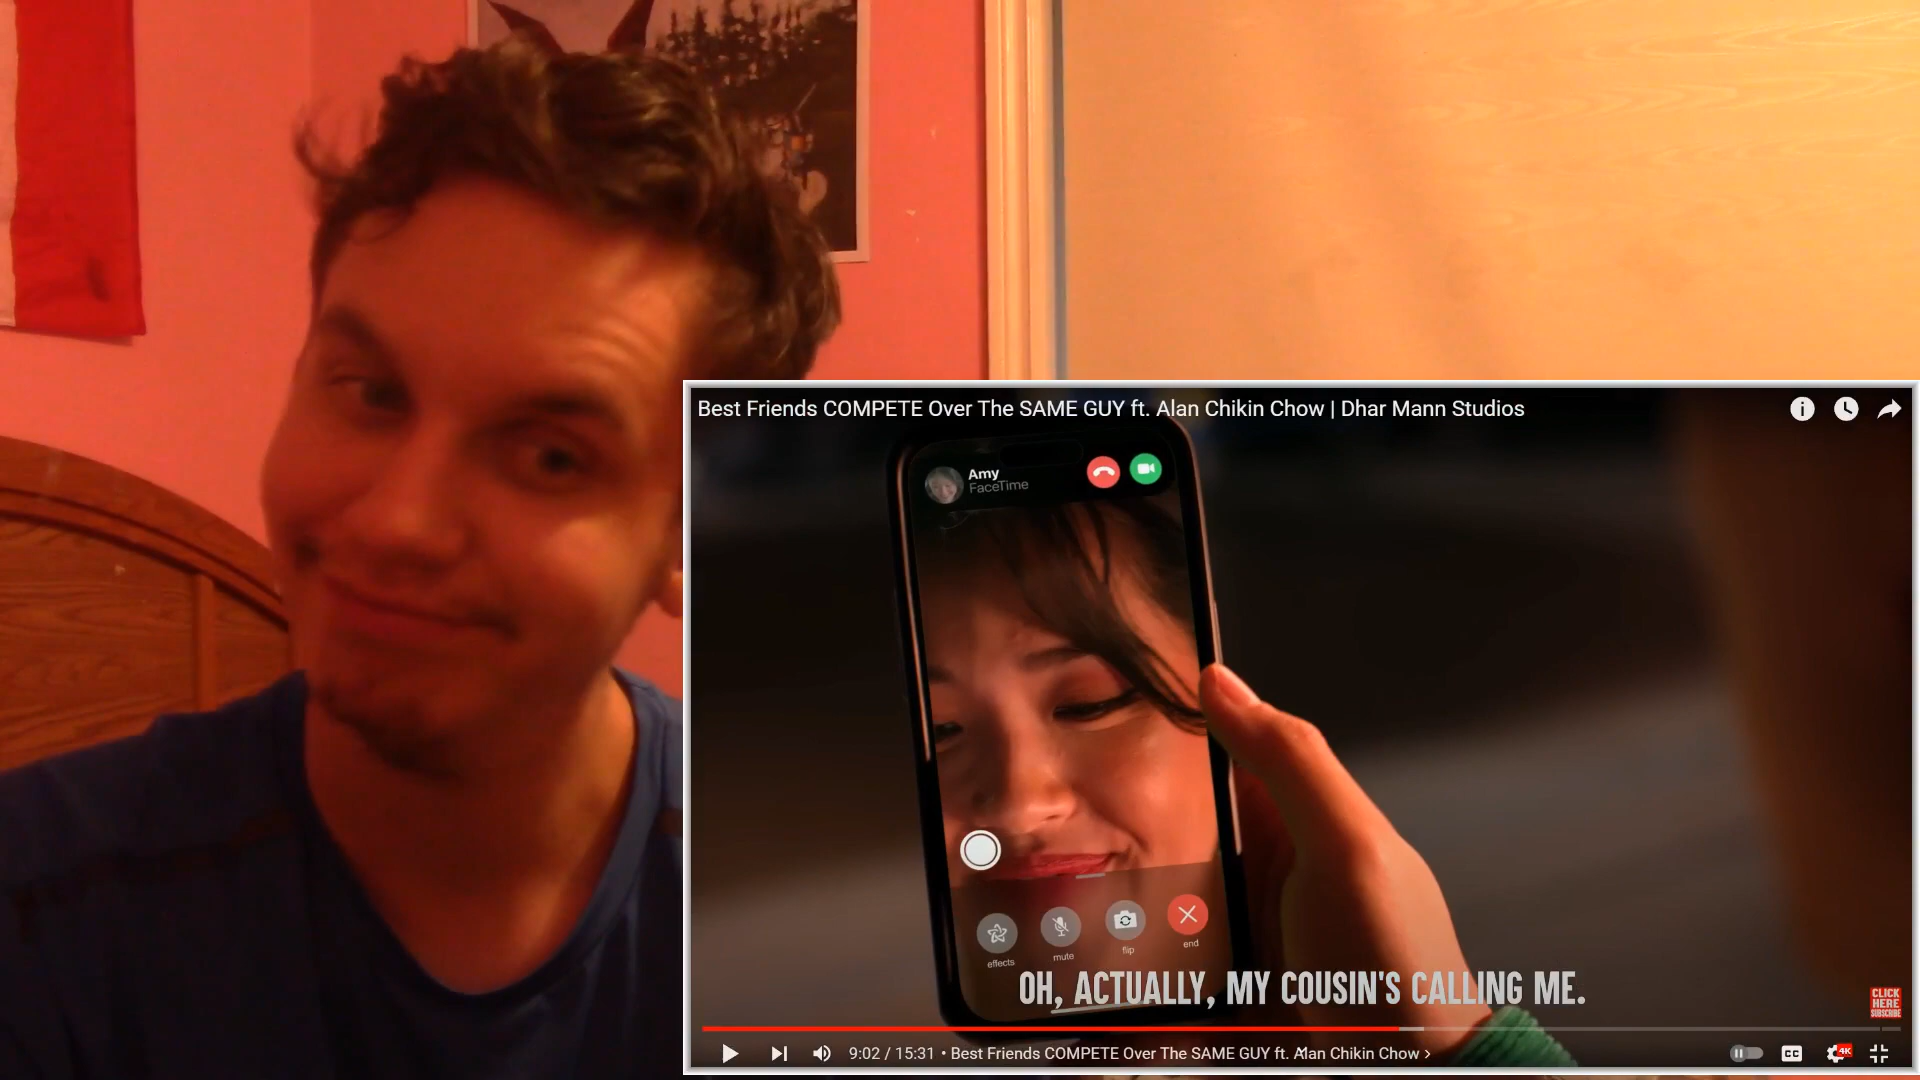 Best Friends COMPETE Over The SAME GUY ft. Alan Chikin Chow | Dhar Mann Studios
Amy
FaceTime
effects
mute
flip
end
OH, ACTUALLY, MY COUSIN'S CALLING ME.
CLICK
HERE
SUBSCRIBE
9:02 / 15:31 • Best Friends COMPETE Over The SAME GUY ft. Alan Chikin Chow ›
CC
4K